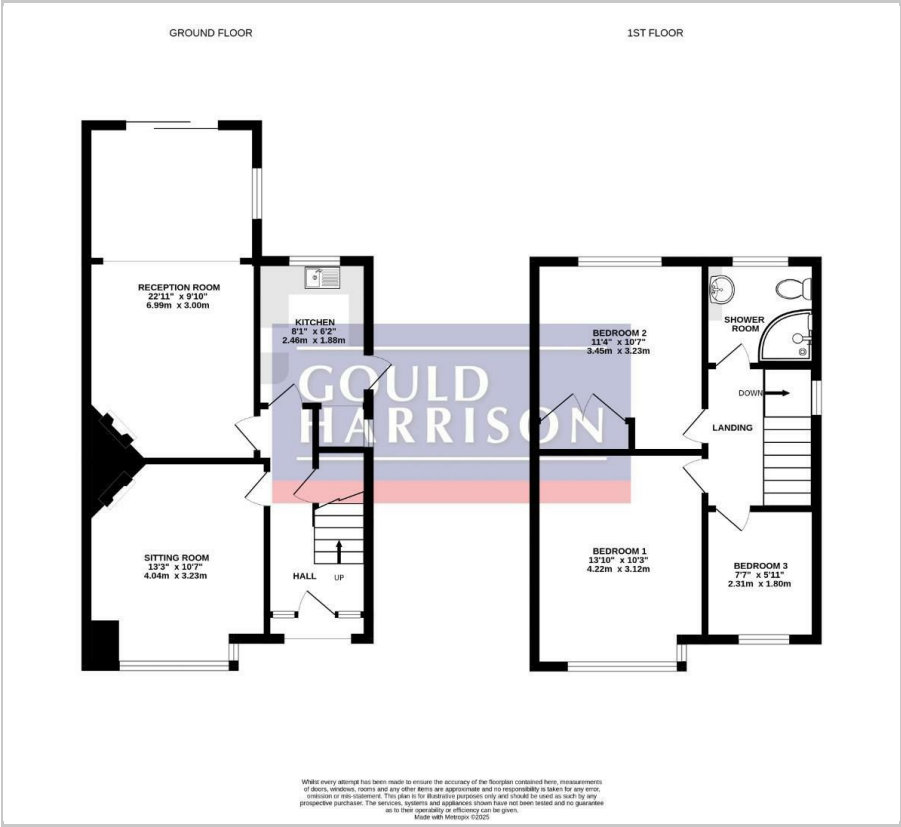 GROUND FLOOR
1ST FLOOR
RECEPTION ROOM
22'11" x 9'10"
6.99m x 3.00m
KITCHEN
8'1" x 6'2"
2.46m x 1.88m
SITTING ROOM
13'3" x 10'7"
4.04m x 3.23m
HALL
UP
BEDROOM 2
11'4" x 10'7"
3.45m x 3.23m
SHOWER
ROOM
DOWN
LANDING
BEDROOM 1
13'10" x 10'3"
4.22m x 3.12m
BEDROOM 3
7'7" x 5'11"
2.31m x 1.80m
GOULD
HARRISON
Whilst every attempt has been made to ensure the accuracy of the floorplan contained here, measurements
of doors, windows, rooms and any other items are approximate and no responsibility is taken for any error,
omission or mis-statement. This plan is for illustrative purposes only and should be used as such by any
prospective purchaser. The services, systems and appliances shown have not been tested and no guarantee
as to their operability or efficiency can be given.
Made with Metropix ©2025